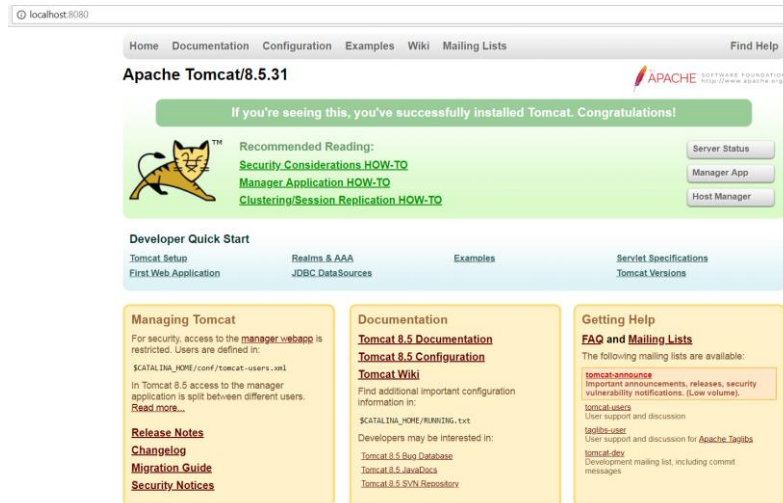 localhost:8080
Home Documentation Configuration Examples Wiki Mailing Lists Find Help
Apache Tomcat/8.5.31
APACHE SOFTWARE FOUNDATION
http://www.apache.org
If you're seeing this, you've successfully installed Tomcat. Congratulations!
TM
Recommended Reading:
Security Considerations HOW-TO
Manager Application HOW-TO
Clustering/Session Replication HOW-TO
Server Status
Manager App
Host Manager
Developer Quick Start
Tomcat Setup
First Web Application
Realms & AAA
JDBC DataSources
Examples
Servlet Specifications
Tomcat Versions
Managing Tomcat
For security, access to the manager webapp is
restricted. Users are defined in:
$CATALINA_HOME/conf/tomcat-users.xml
In Tomcat 8.5 access to the manager
application is split between different users.
Read more...
Release Notes
Changelog
Migration Guide
Security Notices
Documentation
Tomcat 8.5 Documentation
Tomcat 8.5 Configuration
Tomcat Wiki
Find additional important configuration
information in:
$CATALINA_HOME/RUNNING.txt
Developers may be interested in:
Tomcat 8.5 Bug Database
Tomcat 8.5 JavaDocs
Tomcat 8.5 SVN Repository
Getting Help
FAQ and Mailing Lists
The following mailing lists are available:
tomcat-announce
Important announcements, releases, security
vulnerability notifications. (Low volume).
tomcat-users
User support and discussion
taglibs-user
User support and discussion for Apache Taglibs
tomcat-dev
Development mailing list, including commit
messages